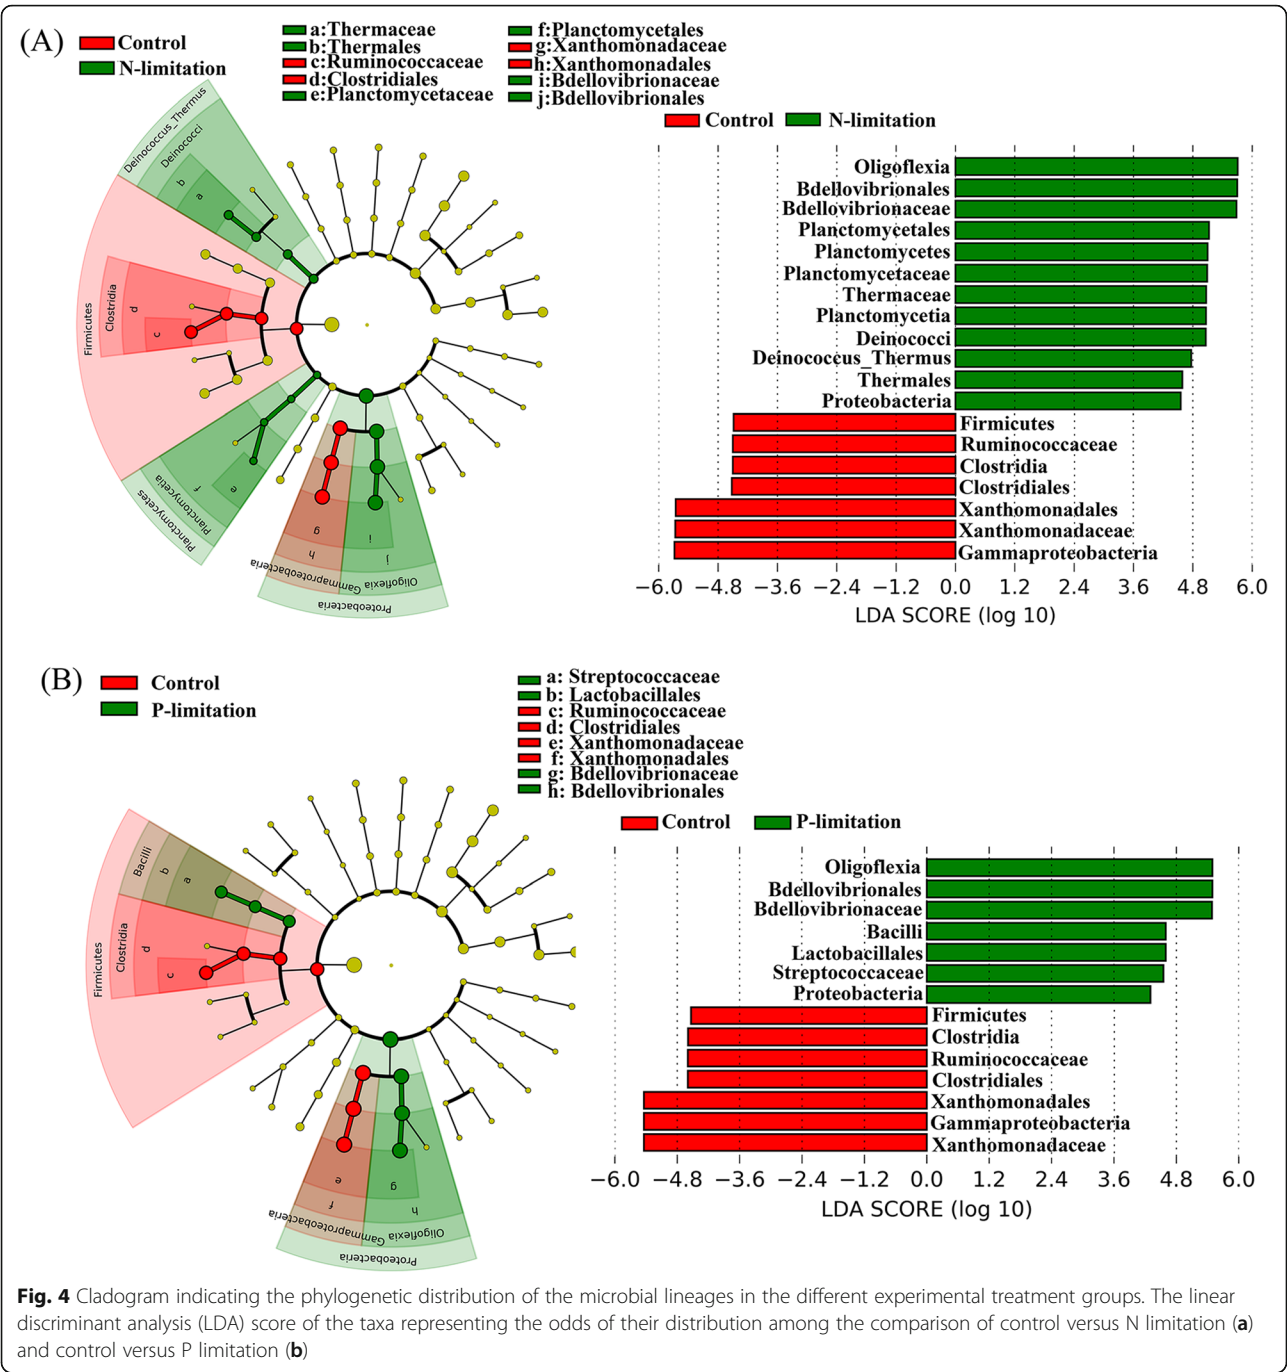 (A)
Control
N-limitation
a:Thermaceae
b:Thermales
c:Ruminococcaceae
d:Clostridiales
e:Planctomycetaceae
f:Planctomycetales
g:Xanthomonadaceae
h:Xanthomonadales
i:Bdellovibrionaceae
j:Bdellovibrionales
Deinococcus_Thermus
Deinococci
b
a
Firmicutes
Clostridia
d
c
Planctomycetes
Planctomycetia
f
e
g
h
Gammaproteobacteria
i
j
Oligoflexia
Proteobacteria
Control N-limitation
Oligoflexia
Bdellovibrionales
Bdellovibrionaceae
Planctomycetales
Planctomycetes
Planctomycetaceae
Thermaceae
Planctomycetia
Deinococci
Deinococcus_Thermus
Thermales
Proteobacteria
Firmicutes
Ruminococcaceae
Clostridia
Clostridiales
Xanthomonadales
Xanthomonadaceae
Gammaproteobacteria
−6.0 −4.8 −3.6 −2.4 −1.2 0.0 1.2 2.4 3.6 4.8 6.0
LDA SCORE (log 10)
(B)
Control
P-limitation
a: Streptococcaceae
b: Lactobacillales
c: Ruminococcaceae
d: Clostridiales
e: Xanthomonadaceae
f: Xanthomonadales
g: Bdellovibrionaceae
h: Bdellovibrionales
Bacilli
b
a
Firmicutes
Clostridia
d
c
e
f
Gammaproteobacteria
g
h
Oligoflexia
Proteobacteria
Control P-limitation
Oligoflexia
Bdellovibrionales
Bdellovibrionaceae
Bacilli
Lactobacillales
Streptococcaceae
Proteobacteria
Firmicutes
Clostridia
Ruminococcaceae
Clostridiales
Xanthomonadales
Gammaproteobacteria
Xanthomonadaceae
−6.0 −4.8 −3.6 −2.4 −1.2 0.0 1.2 2.4 3.6 4.8 6.0
LDA SCORE (log 10)
Fig. 4 Cladogram indicating the phylogenetic distribution of the microbial lineages in the different experimental treatment groups. The linear
discriminant analysis (LDA) score of the taxa representing the odds of their distribution among the comparison of control versus N limitation (a)
and control versus P limitation (b)